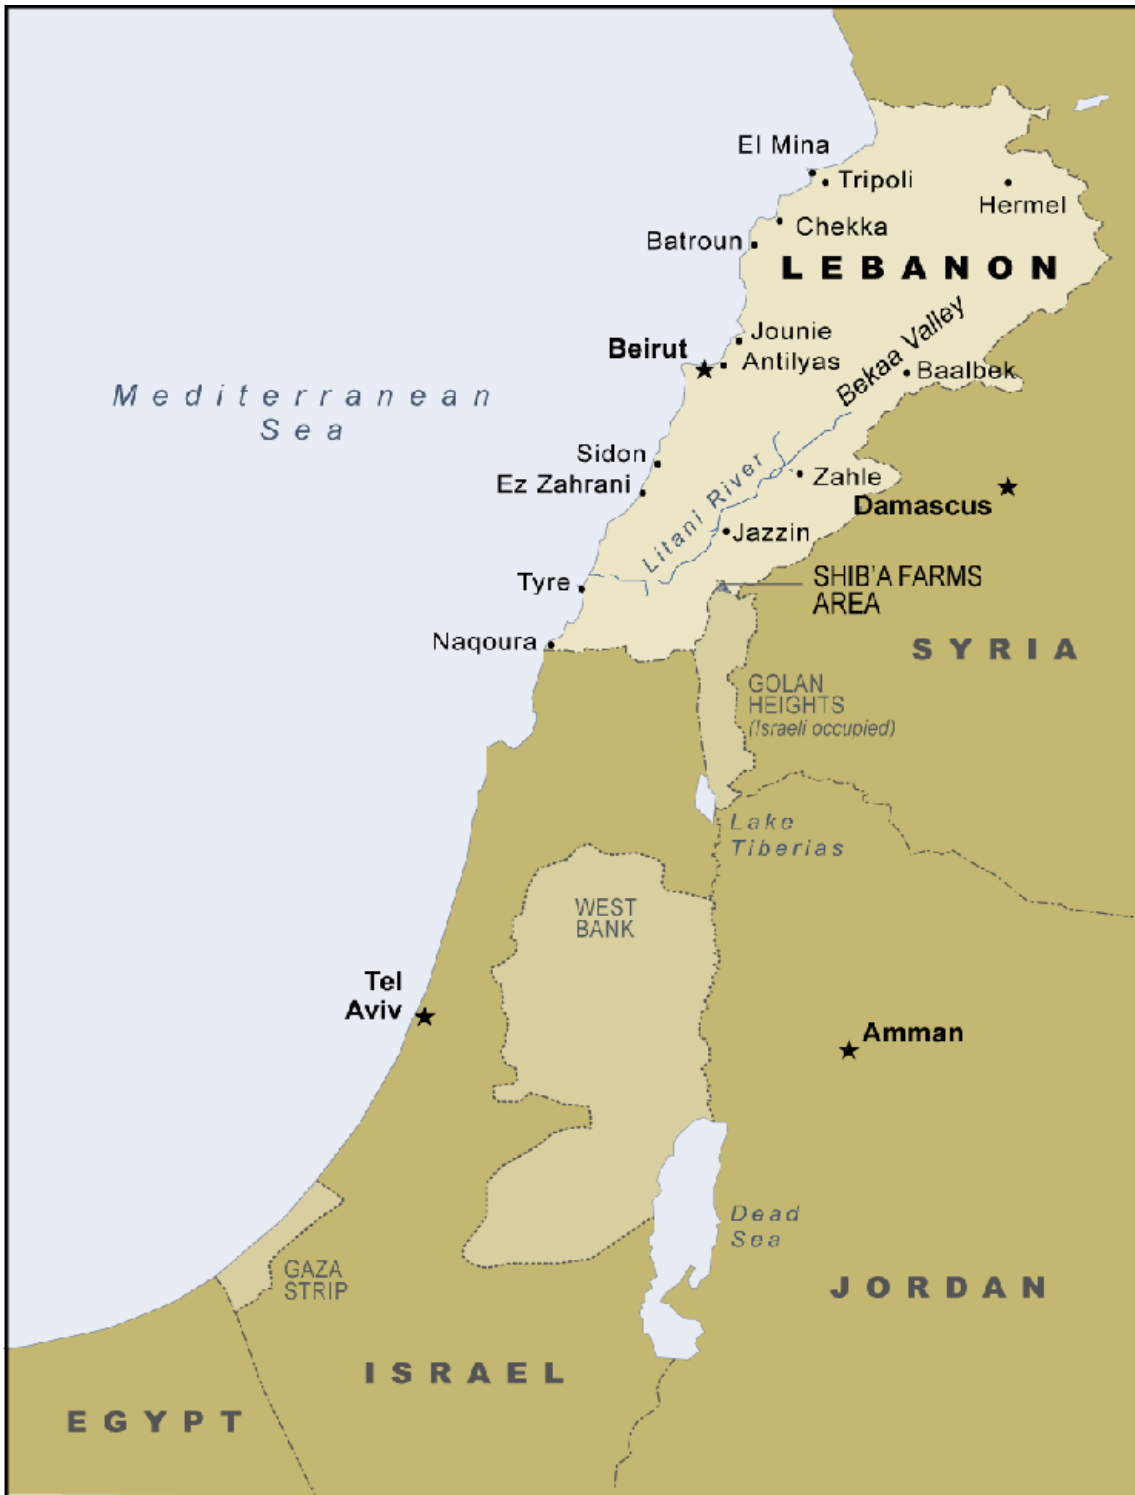 El Mina
Tripoli
Hermel
Chekka
Batroun
LEBANON
Jounie
Beirut
Antilyas
Bekaa Valley
Baalbek
Mediterranean
Sea
Sidon
Ez Zahrani
Litani River
Zahle
Damascus
Jazzin
Tyre
SHIB'A FARMS
AREA
Naqoura
SYRIA
GOLAN
HEIGHTS
(Israeli occupied)
Lake
Tiberias
WEST
BANK
Tel
Aviv
Amman
Dead
Sea
GAZA
STRIP
JORDAN
ISRAEL
EGYPT